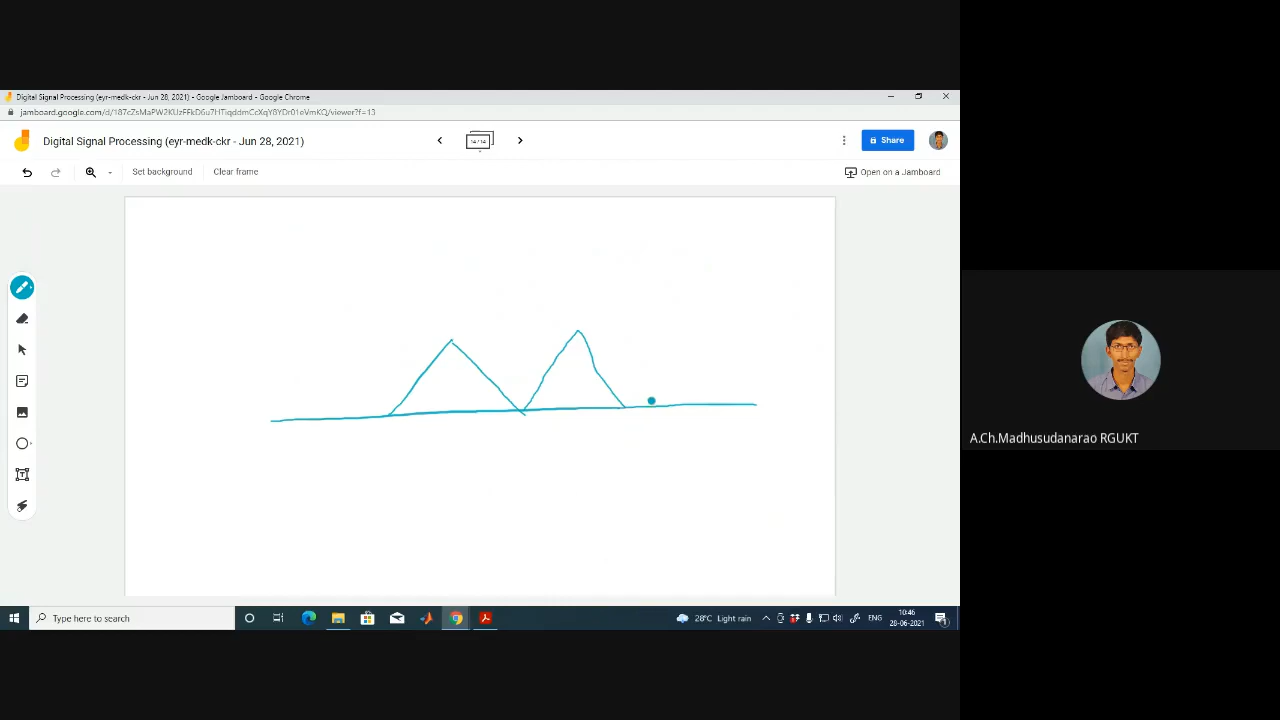 Digital Signal Processing (eyr-medk-ckr - Jun 28, 2021) - Google Jamboard - Google Chrome
Digital Signal Processing (eyr-medk-ckr - Jun 28, 2021)
14 / 14
Share
Set background
Clear frame
Open on a Jamboard
A.Ch.Madhusudanarao RGUKT
Type here to search
28°C Light rain
ENG
10:46
28-06-2021